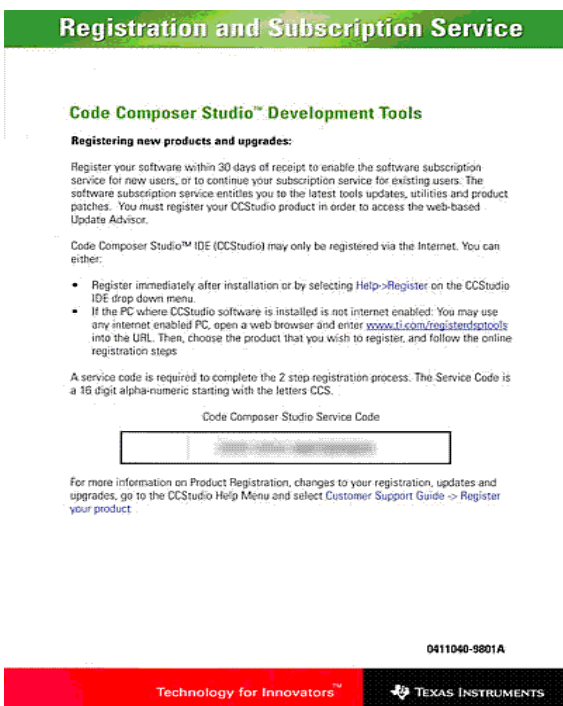 Registration and Subscription Service
Code Composer Studio™ Development Tools
Registering new products and upgrades:
Register your software within 30 days of receipt to enable the software subscription
service for new users, or to continue your subscription service for existing users. The
software subscription service entitles you to the latest tools updates, utilities and product
patches. You must register your CCStudio product in order to access the web-based
Update Advisor.
Code Composer Studio™ IDE (CCStudio) may only be registered via the Internet. You can
either:
• Register immediately after installation or by selecting Help->Register on the CCStudio
IDE drop down menu.
• If the PC where CCStudio software is installed is not internet enabled: You may use
any internet enabled PC, open a web browser and enter www.ti.com/registerdsptools
into the URL. Then, choose the product that you wish to register, and follow the online
registration steps
A service code is required to complete the 2 step registration process. The Service Code is
a 16 digit alpha-numeric starting with the letters CCS.
Code Composer Studio Service Code
For more information on Product Registration, changes to your registration, updates and
upgrades, go to the CCStudio Help Menu and select Customer Support Guide -> Register
your product
0411040-9801A
Technology for Innovators™
TEXAS INSTRUMENTS